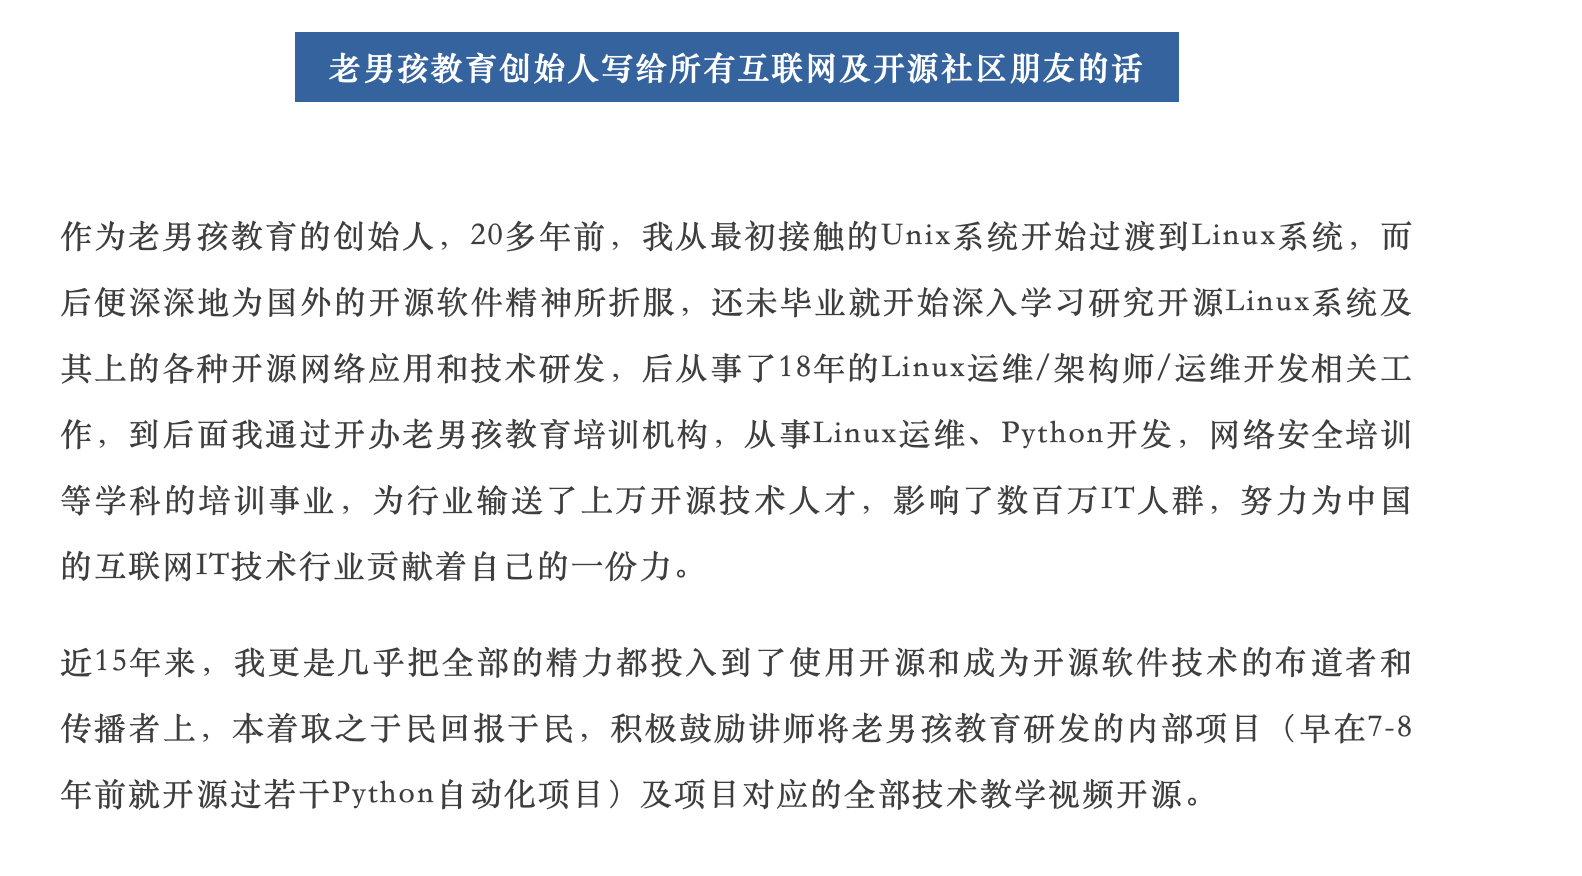 老男孩教育创始人写给所有互联网及开源社区朋友的话
作为老男孩教育的创始人，20多年前，我从最初接触的Unix系统开始过渡到Linux系统，而
后便深深地为国外的开源软件精神所折服，还未毕业就开始深入学习研究开源Linux系统及
其上的各种开源网络应用和技术研发，后从事了18年的Linux运维/架构师/运维开发相关工
作，到后面我通过开办老男孩教育培训机构，从事Linux运维、Python开发，网络安全培训
等学科的培训事业，为行业输送了上万开源技术人才，影响了数百万IT人群，努力为中国
的互联网IT技术行业贡献着自己的一份力。
近15年来，我更是几乎把全部的精力都投入到了使用开源和成为开源软件技术的布道者和
传播者上，本着取之于民回报于民，积极鼓励讲师将老男孩教育研发的内部项目（早在7-8
年前就开源过若干Python自动化项目）及项目对应的全部技术教学视频开源。